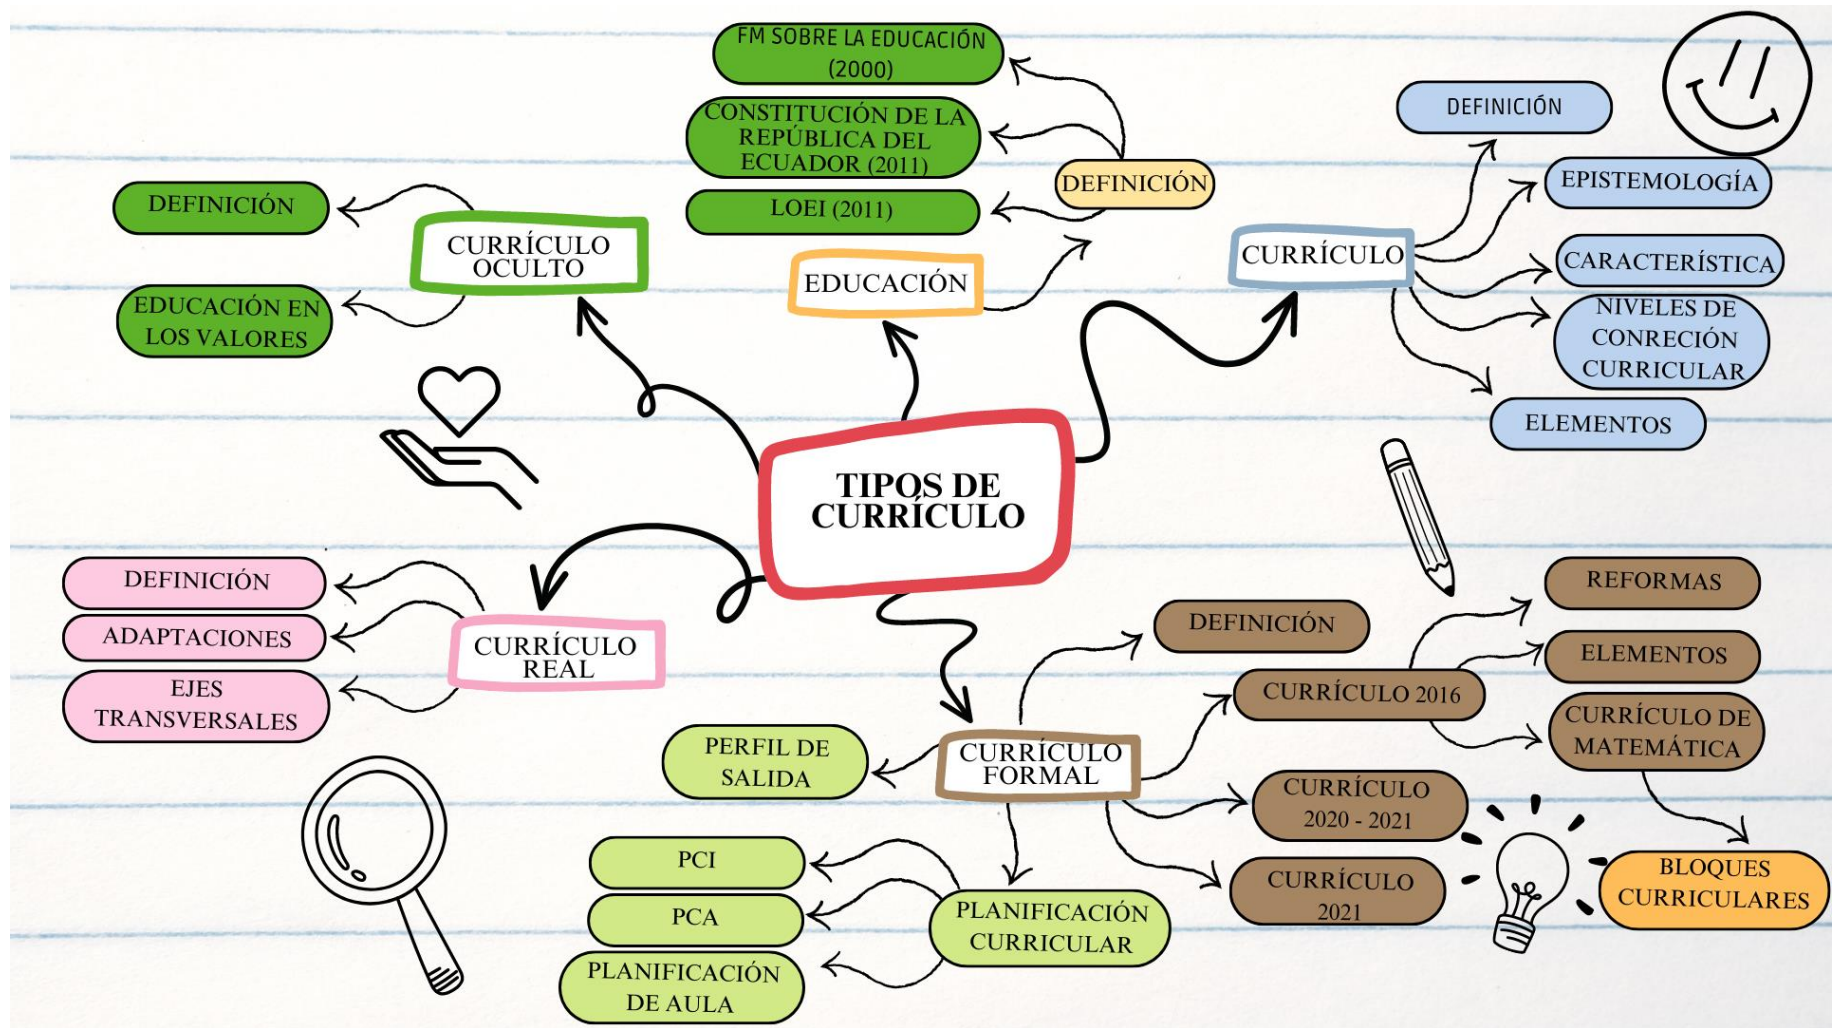 FM SOBRE LA EDUCACIÓN
(2000)
CONSTITUCIÓN DE LA
REPÚBLICA DEL
ECUADOR (2011)
LOEI (2011)
DEFINICIÓN
EDUCACIÓN
DEFINICIÓN
EPISTEMOLOGÍA
CARACTERÍSTICA
NIVELES DE
CONRECIÓN
CURRICULAR
ELEMENTOS
CURRÍCULO
DEFINICIÓN
EDUCACIÓN EN
LOS VALORES
CURRÍCULO
OCULTO
TIPOS DE
CURRÍCULO
DEFINICIÓN
ADAPTACIONES
EJES
TRANSVERSALES
CURRÍCULO
REAL
CURRÍCULO
FORMAL
DEFINICIÓN
CURRÍCULO 2016
REFORMAS
ELEMENTOS
CURRÍCULO DE
MATEMÁTICA
BLOQUES
CURRICULARES
CURRÍCULO
2020 - 2021
CURRÍCULO
2021
PERFIL DE
SALIDA
PLANIFICACIÓN
CURRICULAR
PCI
PCA
PLANIFICACIÓN
DE AULA